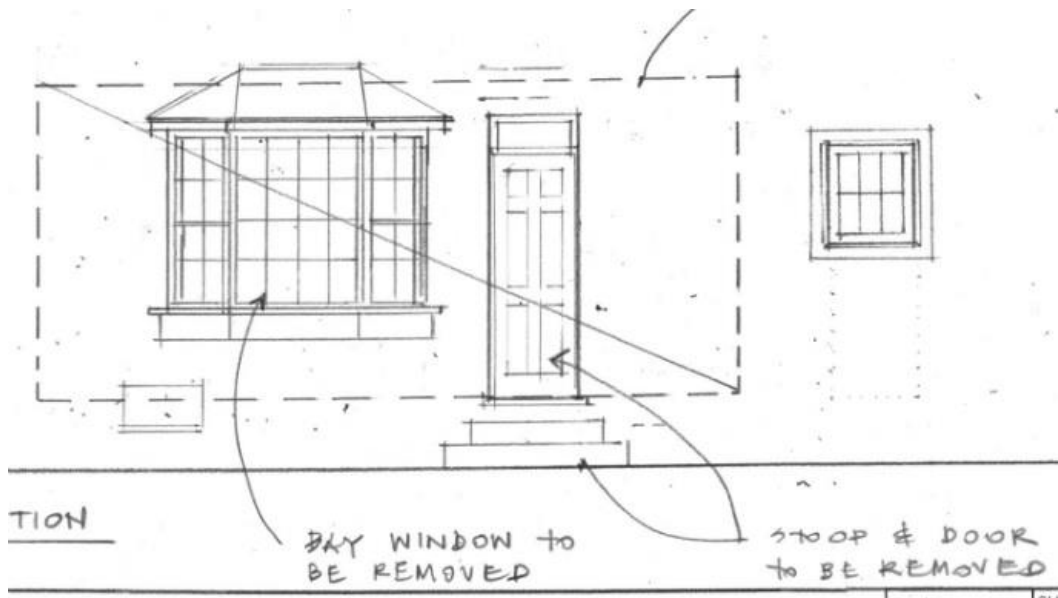 TION
BAY WINDOW TO
BE REMOVED
STOOP & DOOR
TO BE REMOVED